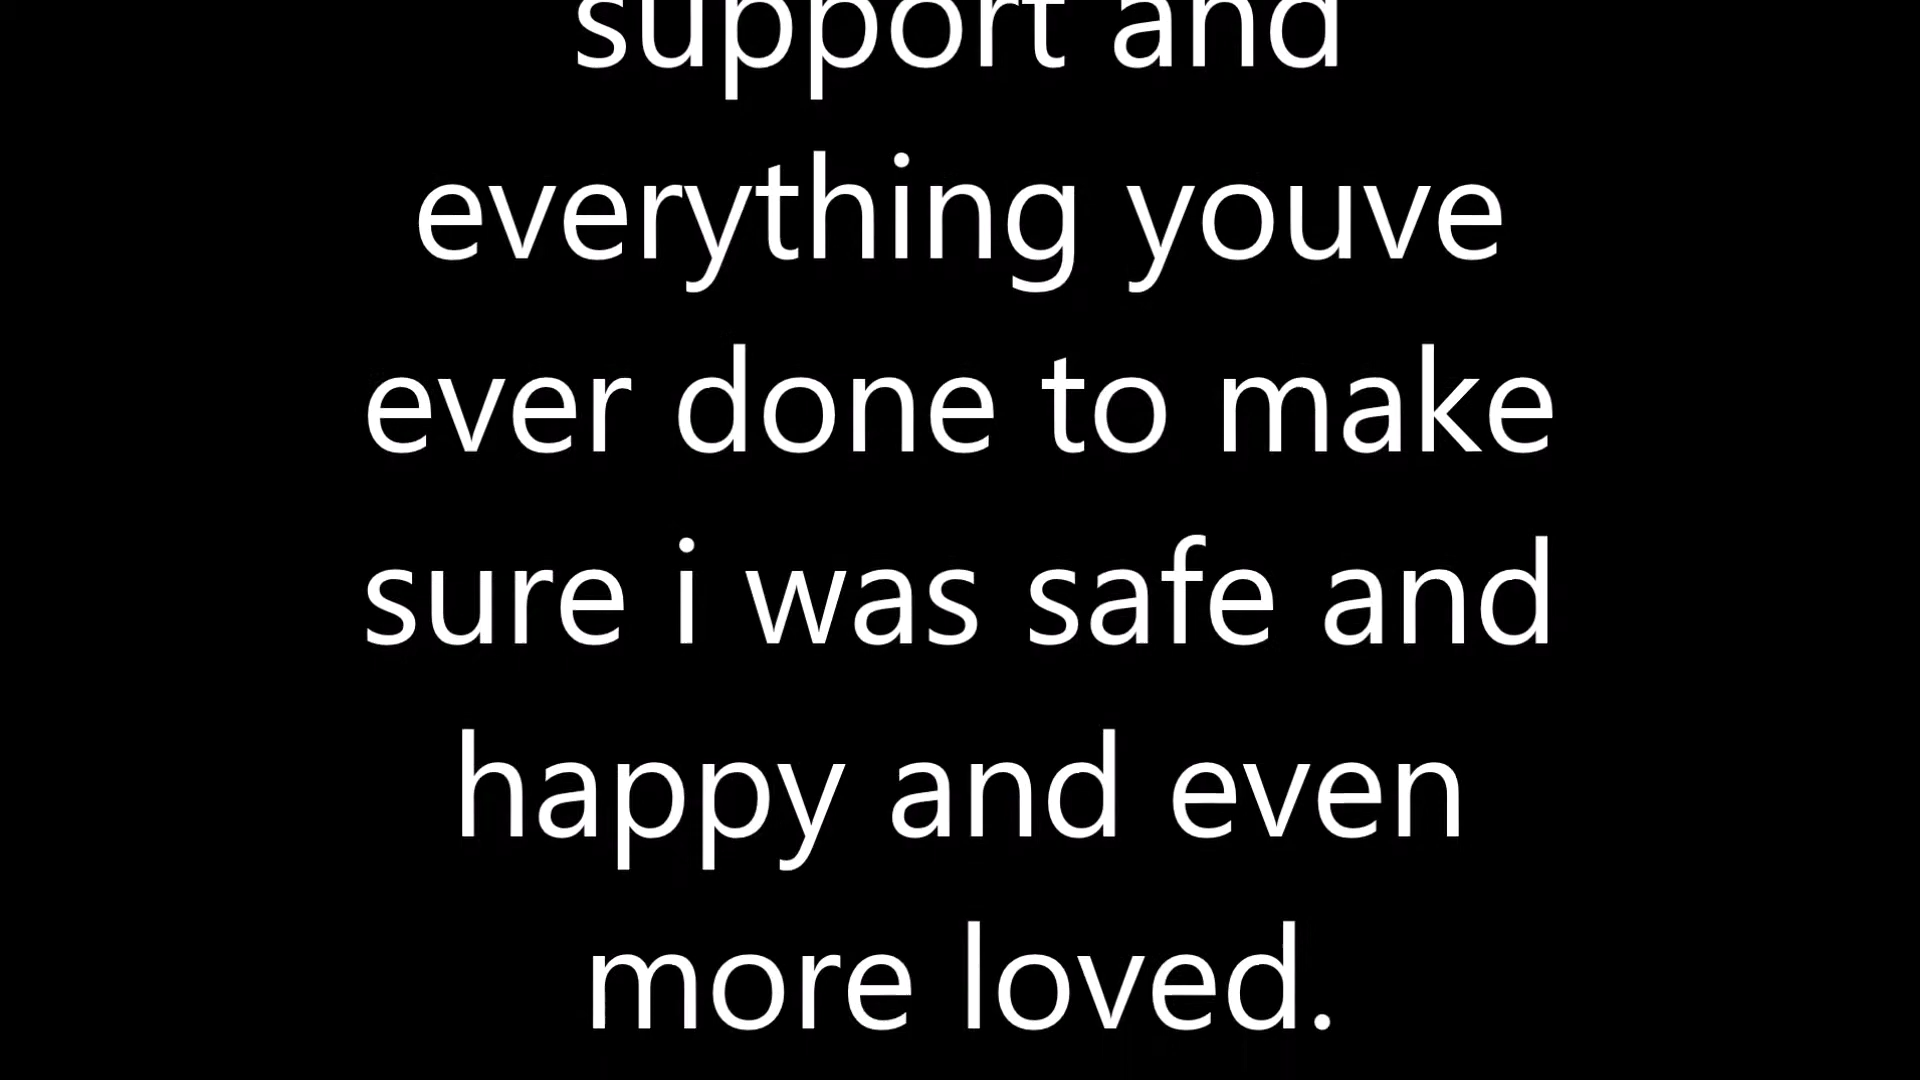 support and
everything youve
ever done to make
sure i was safe and
happy and even
more loved.